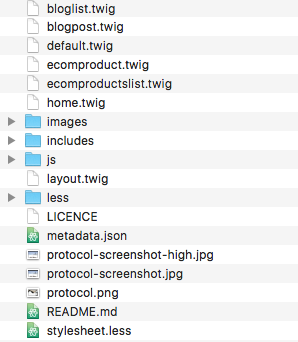 bloglist.twig
blogpost.twig
default.twig
ecomproduct.twig
ecomproductslist.twig
home.twig
images
includes
js
layout.twig
less
LICENCE
metadata.json
protocol-screenshot-high.jpg
protocol-screenshot.jpg
protocol.png
README.md
stylesheet.less